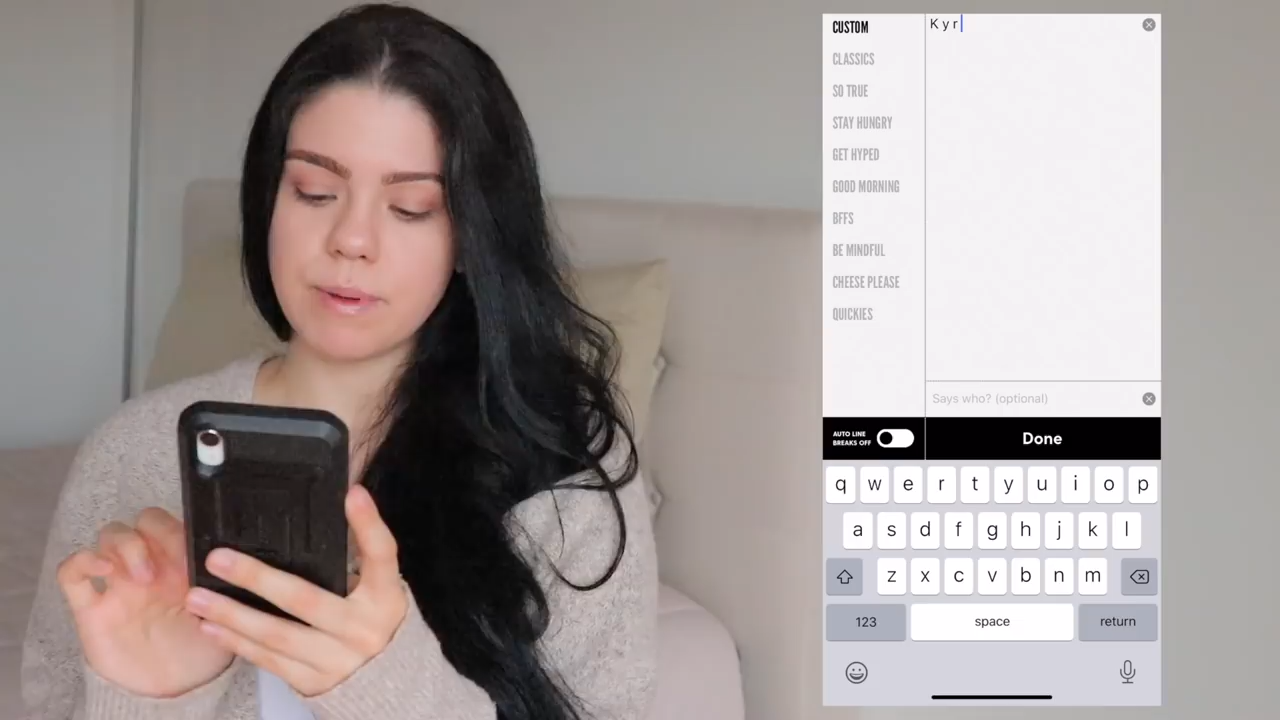 CUSTOM
K y r
CLASSICS
SO TRUE
STAY HUNGRY
GET HYPED
GOOD MORNING
BFFS
BE MINDFUL
CHEESE PLEASE
QUICKIES
Says who? (optional)
AUTO LINE
BREAKS OFF
Done
q w e r t y u i o p
a s d f g h j k l
z x c v b n m
123 space return